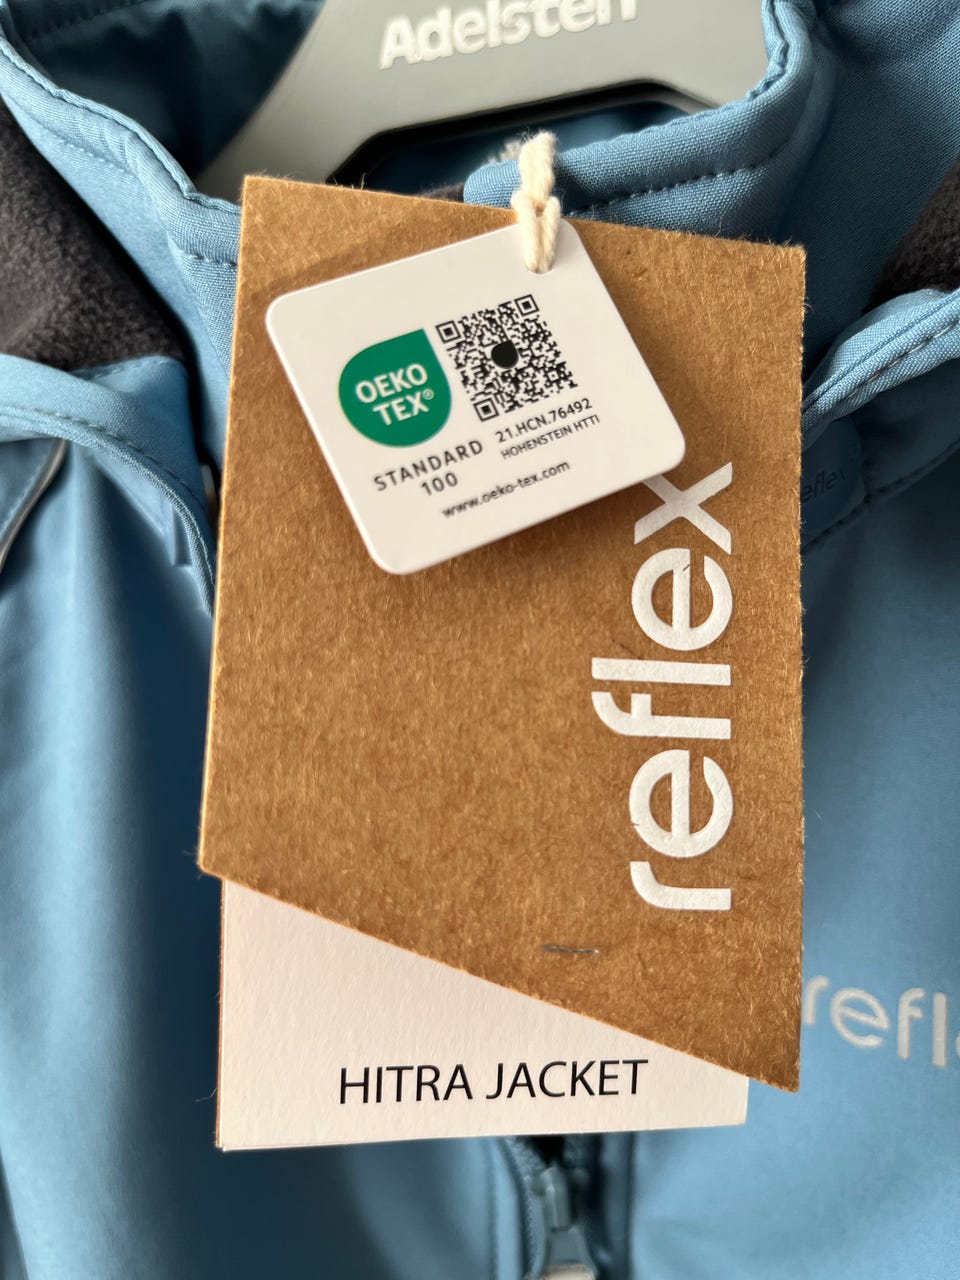 Adelsten
OEKO
TEX®
STANDARD
100
21.HCN.76492
HOHENSTEIN HTTI
www.oeko-tex.com
reflex
reflex
HITRA JACKET